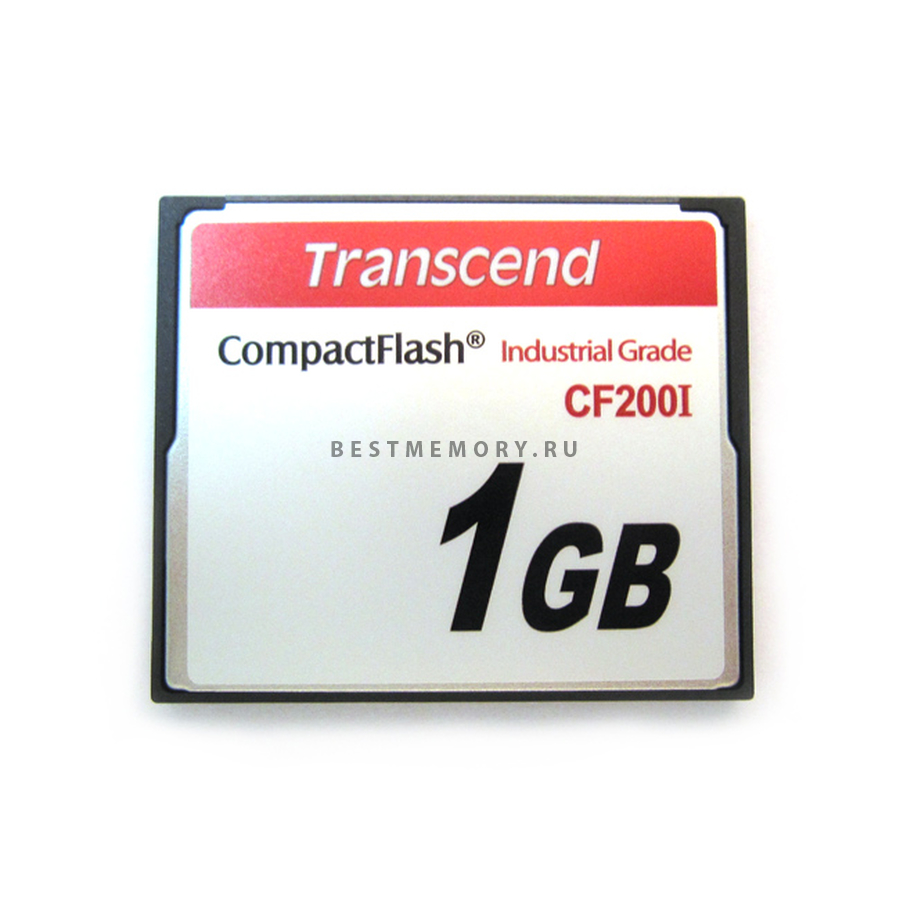 Transcend
CompactFlash® Industrial Grade
CF200I
BESTMEMORY.RU
1GB